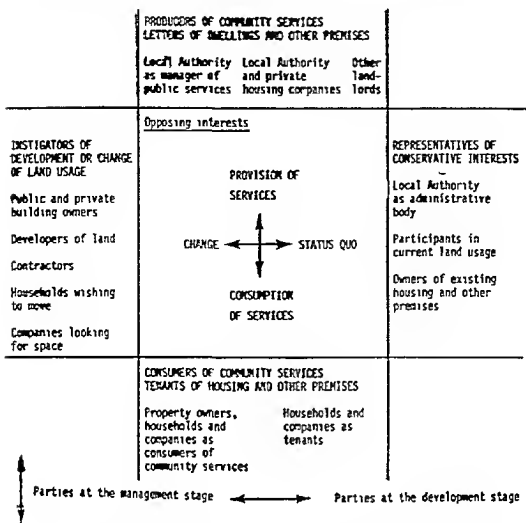 PRODUCERS OF COMMUNITY SERVICES
LETTERS OF DWELLINGS AND OTHER PREMISES
Local Authority
as manager of
public services
Local Authority
and private
housing companies
Other
land-
lords
Opposing interests
INSTIGATORS OF
DEVELOPMENT OR CHANGE
OF LAND USAGE
Public and private
building owners
Developers of land
Contractors
Households wishing
to move
Companies looking
for space
PROVISION OF
SERVICES
CHANGE
STATUS QUO
CONSUMPTION
OF SERVICES
REPRESENTATIVES OF
CONSERVATIVE INTERESTS
Local Authority
as administrative
body
Participants in
current land usage
Owners of existing
housing and other
premises
CONSUMERS OF COMMUNITY SERVICES
TENANTS OF HOUSING AND OTHER PREMISES
Property owners,
households and
companies as
consumers of
community services
Households and
companies as
tenants
Parties at the management stage
Parties at the development stage